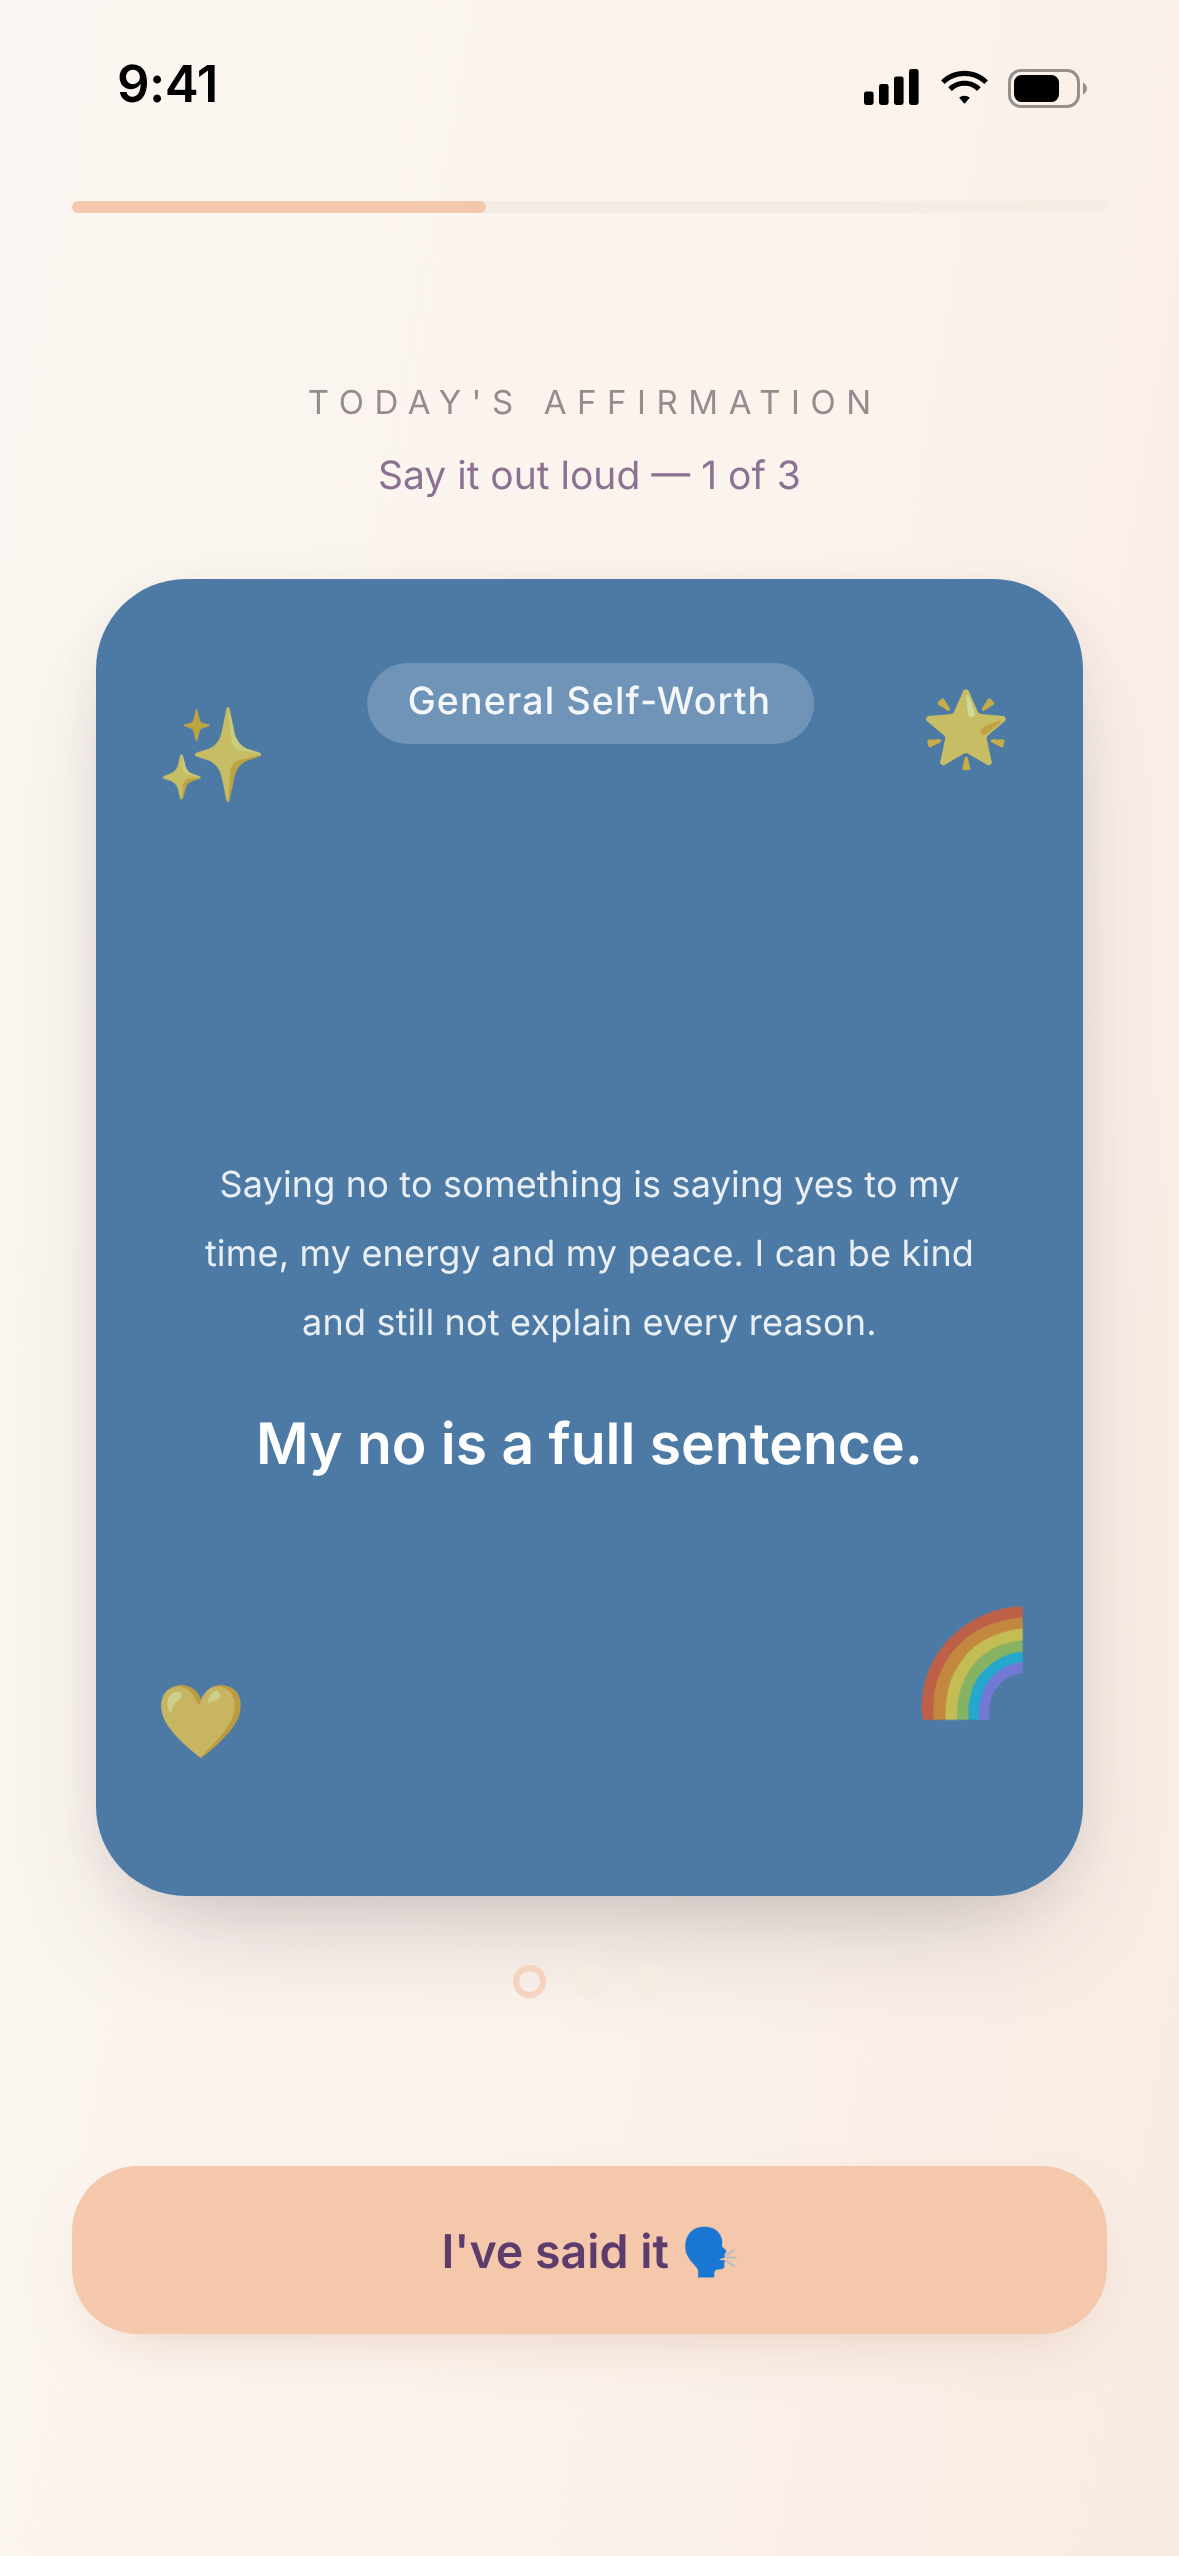 9:41
TODAY'S AFFIRMATION
Say it out loud — 1 of 3
General Self-Worth
Saying no to something is saying yes to my
time, my energy and my peace. I can be kind
and still not explain every reason.
My no is a full sentence.
I've said it 🗣️